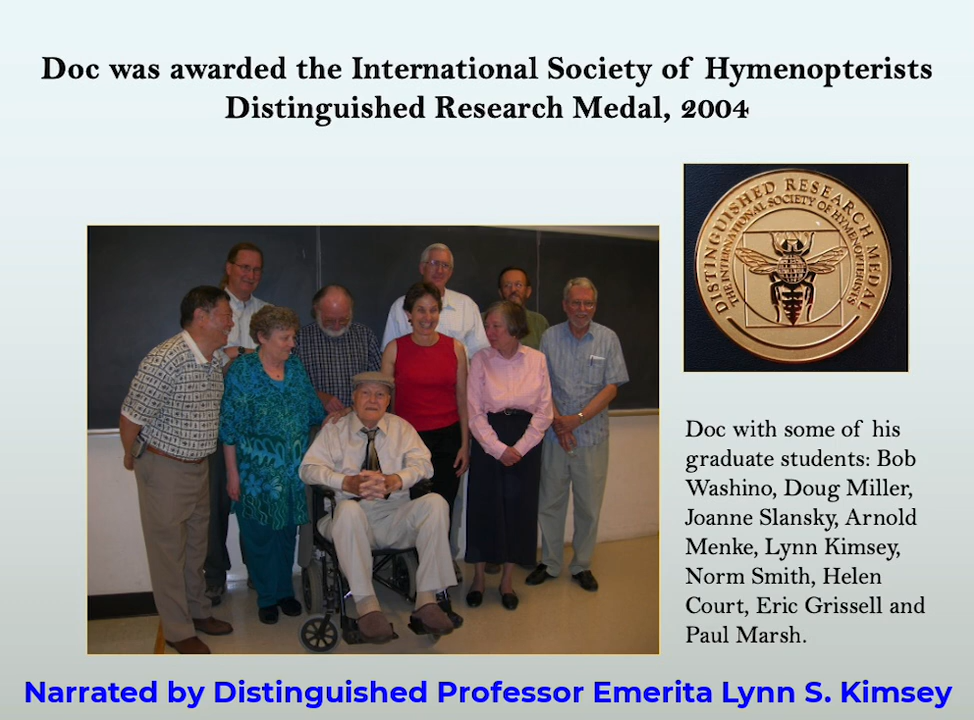 Doc was awarded the International Society of Hymenopterists
Distinguished Research Medal, 2004
DISTINGUISHED RESEARCH MEDAL
THE INTERNATIONAL SOCIETY OF HYMENOPTERISTS
Doc with some of his
graduate students: Bob
Washino, Doug Miller,
Joanne Slansky, Arnold
Menke, Lynn Kimsey,
Norm Smith, Helen
Court, Eric Grissell and
Paul Marsh.
Narrated by Distinguished Professor Emerita Lynn S. Kimsey